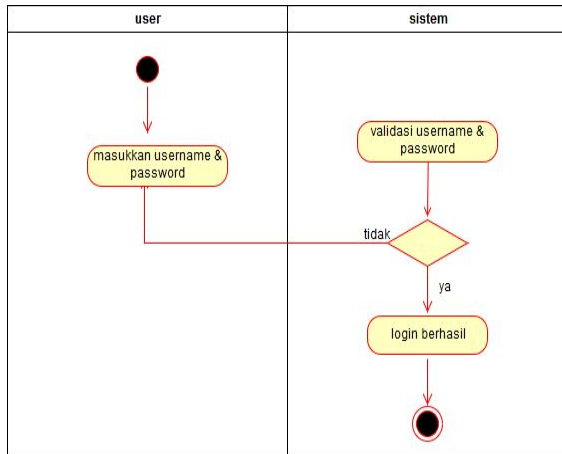 user
sistem
masukkan username &
password
validasi username &
password
tidak
ya
login berhasil